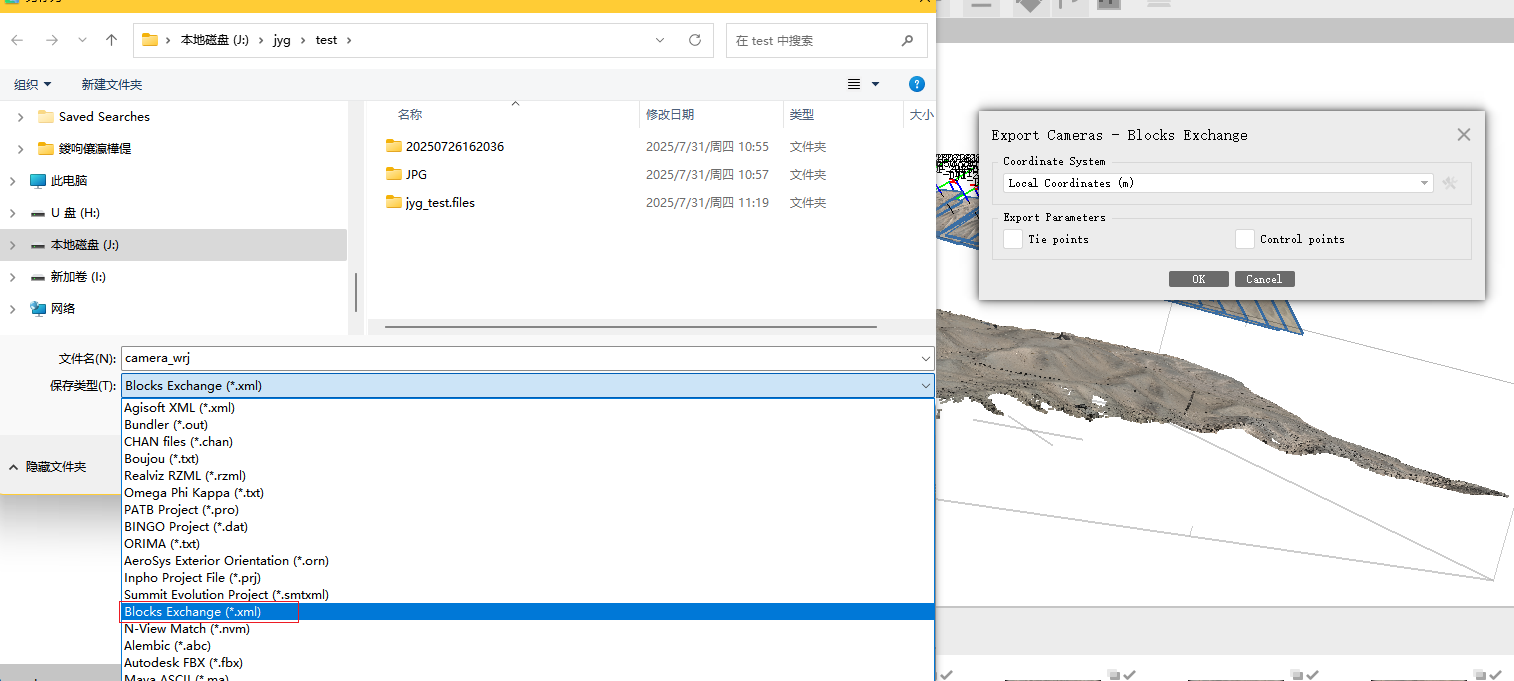 本地磁盘 (J:) › jyg › test ›
在 test 中搜索
组织
新建文件夹
Saved Searches
此电脑
U 盘 (H:)
本地磁盘 (J:)
新加卷 (I:)
网络
名称 修改日期 类型 大小
20250726162036 2025/7/31/周四 10:55 文件夹
JPG 2025/7/31/周四 10:57 文件夹
jyg_test.files 2025/7/31/周四 11:19 文件夹
文件名(N): camera_wrj
保存类型(T): Blocks Exchange (*.xml)
Agisoft XML (*.xml)
Bundler (*.out)
CHAN files (*.chan)
Boujou (*.txt)
Realviz RZML (*.rzml)
Omega Phi Kappa (*.txt)
PATB Project (*.pro)
BINGO Project (*.dat)
ORIMA (*.txt)
AeroSys Exterior Orientation (*.orn)
Inpho Project File (*.prj)
Summit Evolution Project (*.smtxml)
Blocks Exchange (*.xml)
N-View Match (*.nvm)
Alembic (*.abc)
Autodesk FBX (*.fbx)
Maya ASCII (*.ma)
隐藏文件夹
Export Cameras - Blocks Exchange
Coordinate System
Local Coordinates (m)
Export Parameters
Tie points
Control points
OK
Cancel